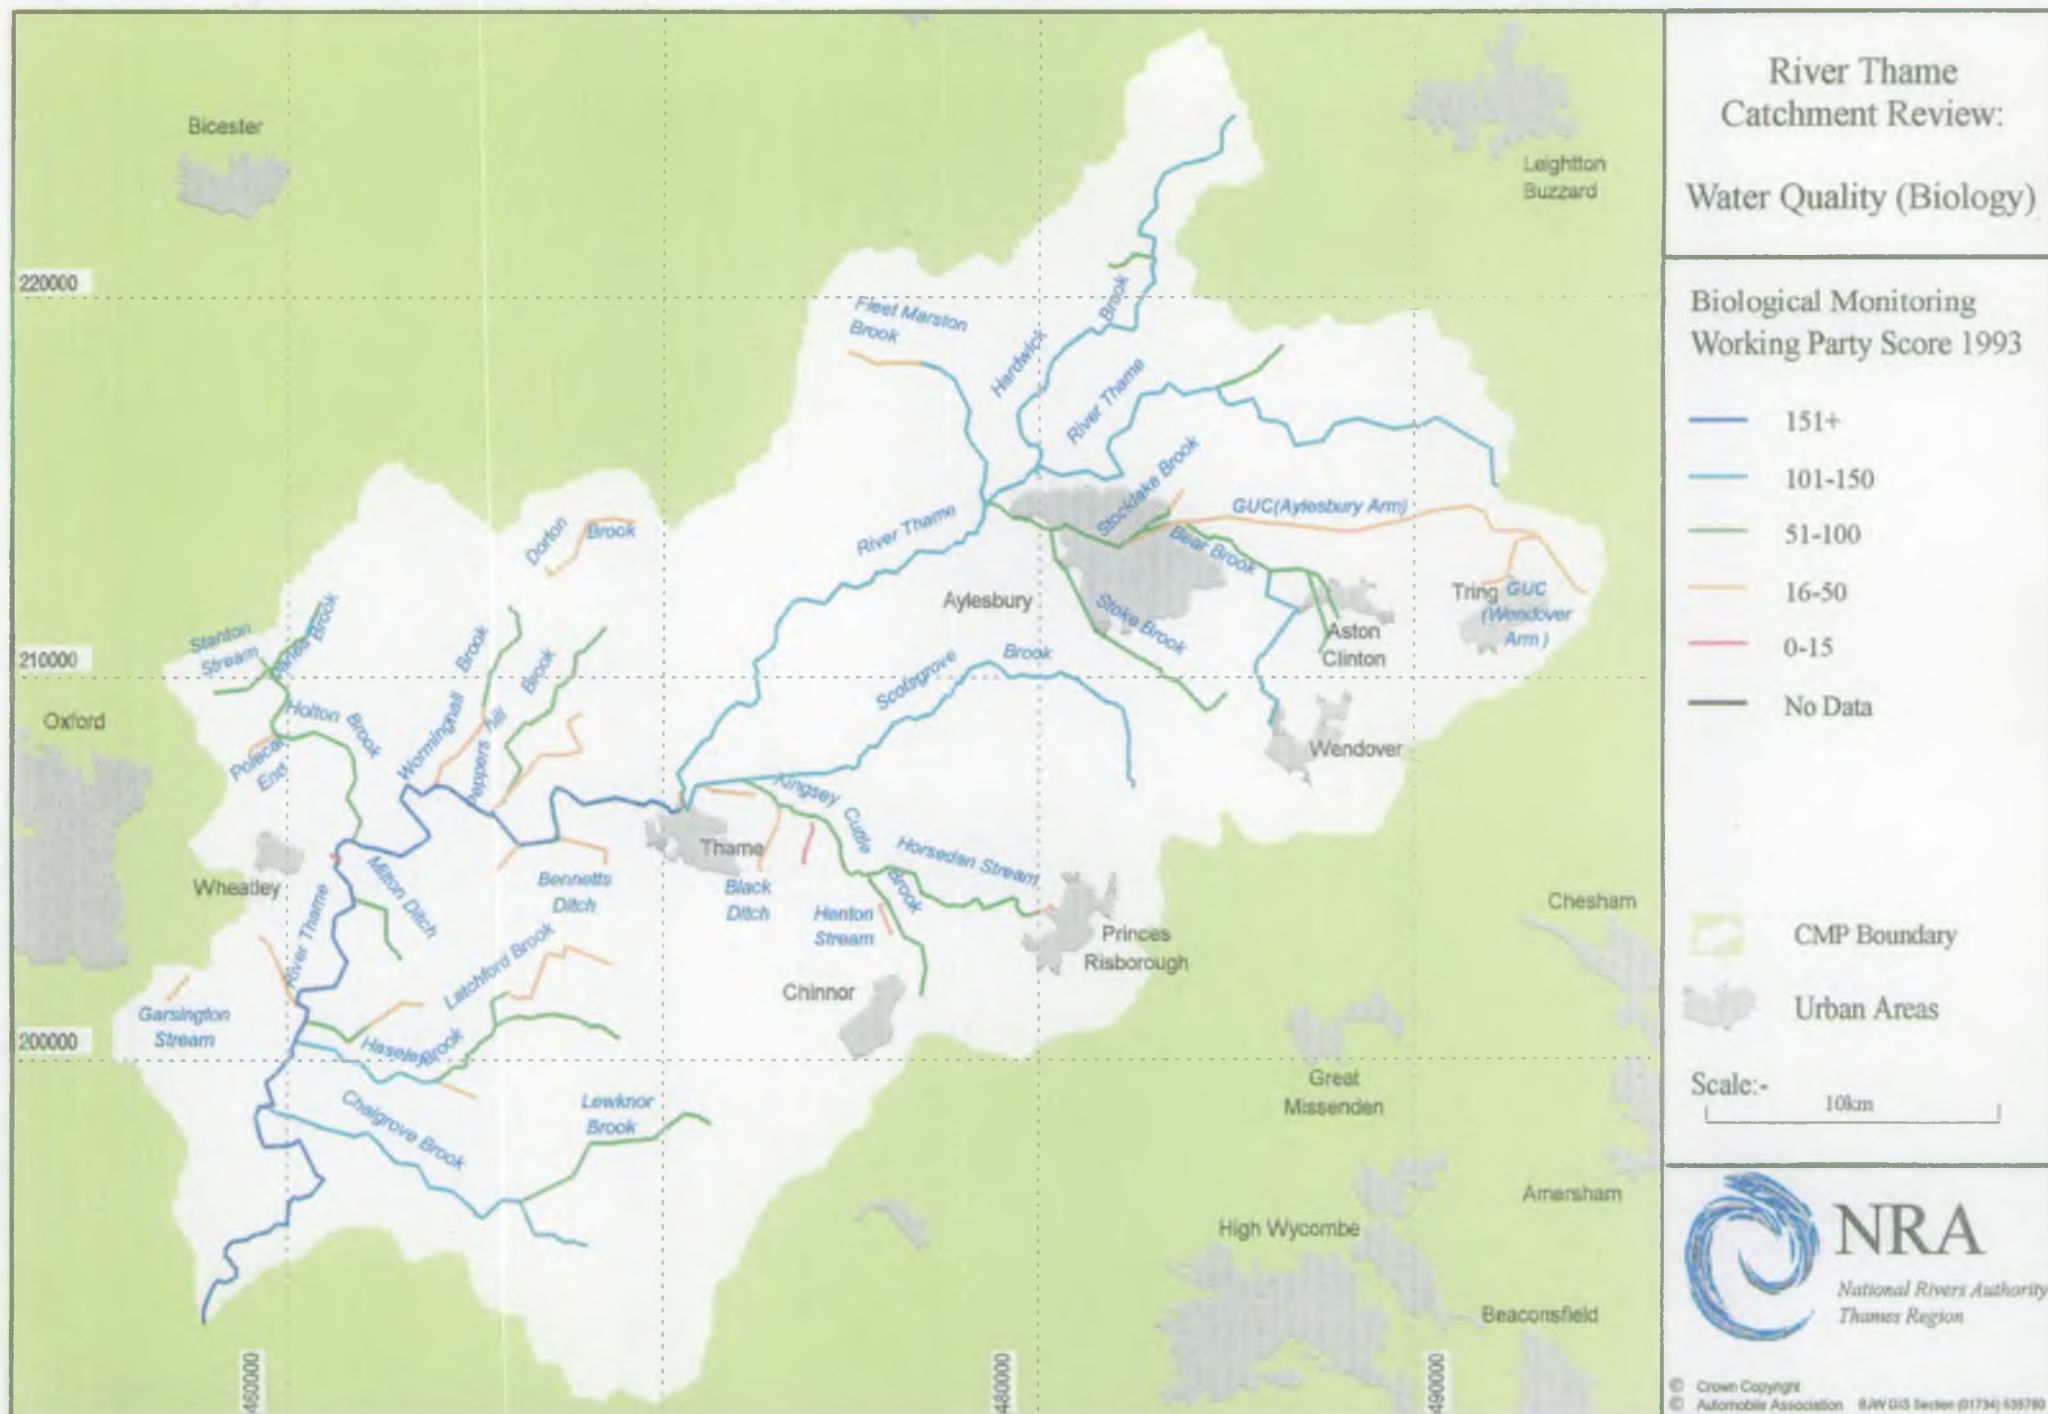 River Thame
Catchment Review:
Water Quality (Biology)
Biological Monitoring
Working Party Score 1993
151+
101-150
51-100
16-50
0-15
No Data
CMP Boundary
Urban Areas
Scale:-
10km
NRA
National Rivers Authority
Thames Region
© Crown Copyright
© Automobile Association
GIS Section (01734)
Bicester
Leightton
Buzzard
220000
Fleet Marston
Brook
Hardwick
Brook
River Thame
Stocklake Brook
GUC(Aylesbury Arm)
River Thame
Dorton
Brook
Bear Brook
Aylesbury
Tring
GUC
(Wendover
Arm)
Stoke Brook
Aston
Clinton
Stanton
Stream
Brook
210000
Scotsgrove
Brook
Worminghall
Brook
Peppers hill
Brook
Oxford
Holton
Brook
Polecat
End
Wendover
Kingsey
Cuttle
Brook
Thame
Horsedan Stream
Wheatley
Milton Ditch
Bennetts
Ditch
Black
Ditch
Henton
Stream
River Thame
Chesham
Princes
Risborough
Latchford Brook
Chinnor
Garsington
Stream
200000
Haseley Brook
Great
Missenden
Chalgrove Brook
Lewknor
Brook
Amersham
High Wycombe
Beaconsfield
460000
480000
490000